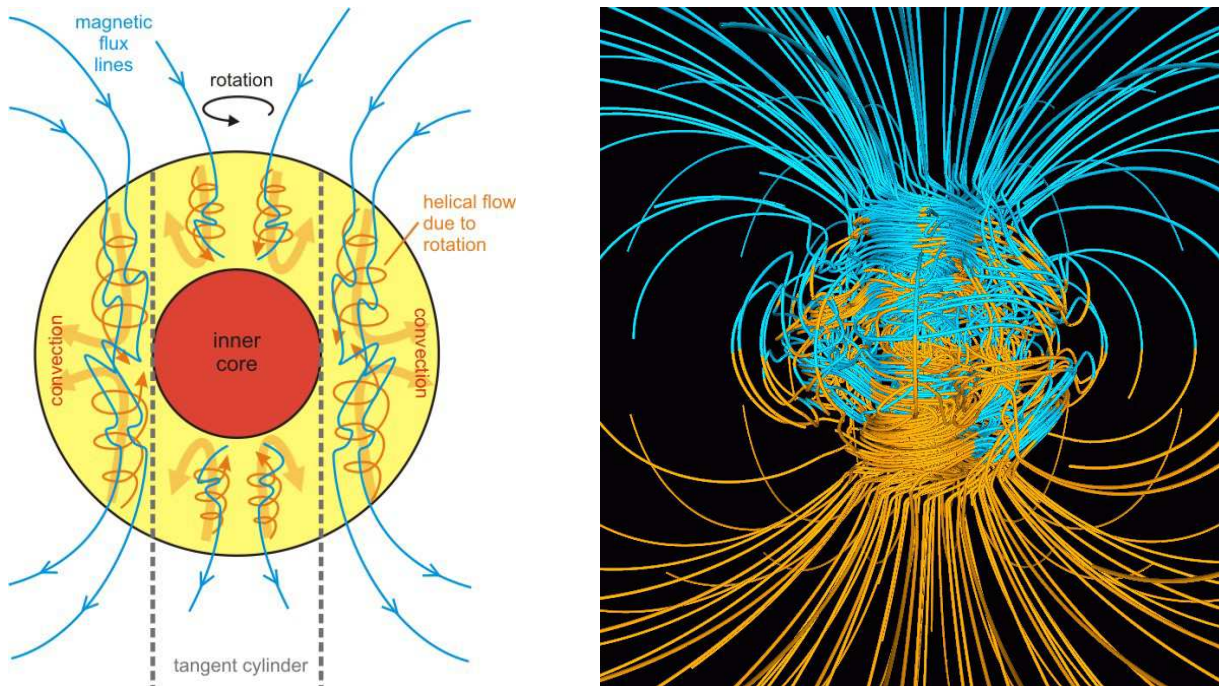 magnetic
flux
lines
rotation
helical flow
due to
rotation
inner
core
convection
convection
tangent cylinder